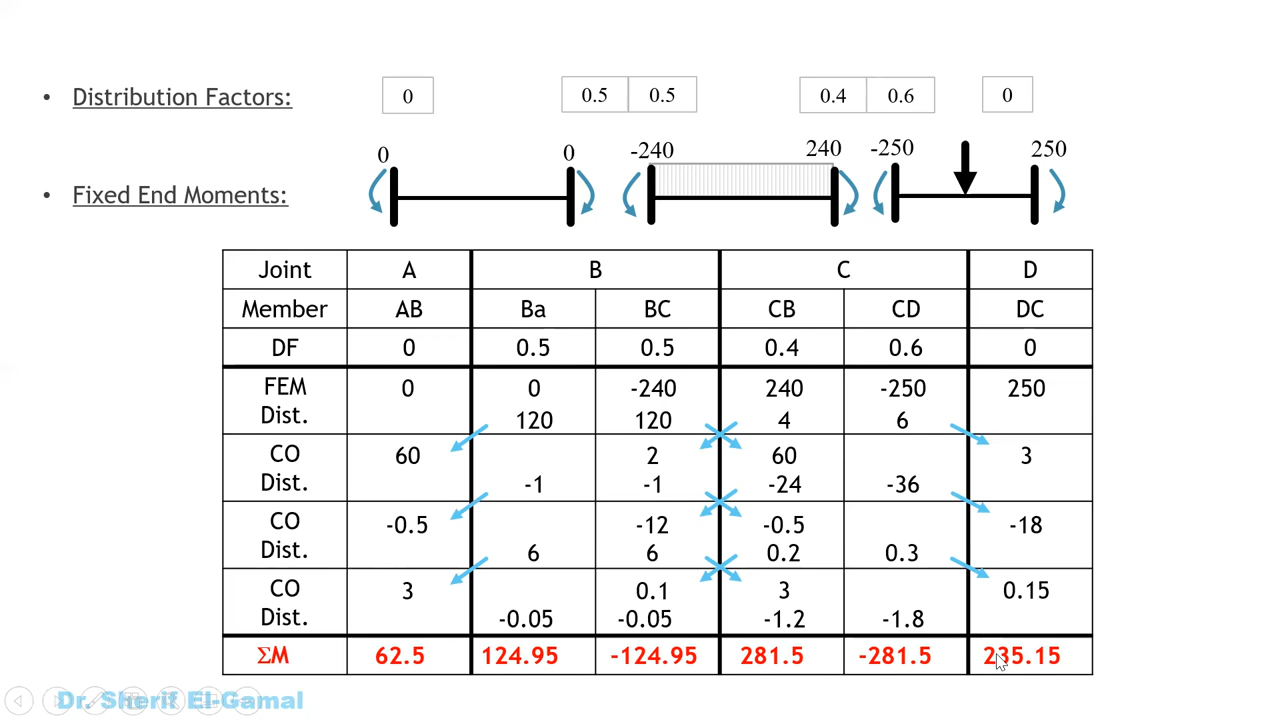 • Distribution Factors:
0 0.5 0.5 0.4 0.6 0
0 0 -240 240 -250 250
• Fixed End Moments:
Joint A B C D
Member AB Ba BC CB CD DC
DF 0 0.5 0.5 0.4 0.6 0
FEM 0 0 -240 240 -250 250
Dist. 120 120 4 6
CO 60 2 60 3
Dist. -1 -1 -24 -36
CO -0.5 -12 -0.5 -18
Dist. 6 6 0.2 0.3
CO 3 0.1 3 0.15
Dist. -0.05 -0.05 -1.2 -1.8
ΣM 62.5 124.95 -124.95 281.5 -281.5 235.15
Dr. Sherif El-Gamal